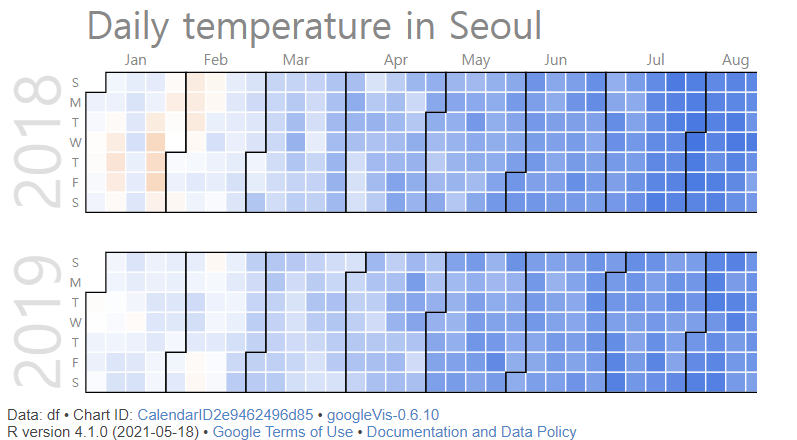 Daily temperature in Seoul
Jan Feb Mar Apr May Jun Jul Aug
2018
S
M
T
W
T
F
S
2019
S
M
T
W
T
F
S
Data: df • Chart ID: CalendarID2e9462496d85 • googleVis-0.6.10
R version 4.1.0 (2021-05-18) • Google Terms of Use • Documentation and Data Policy